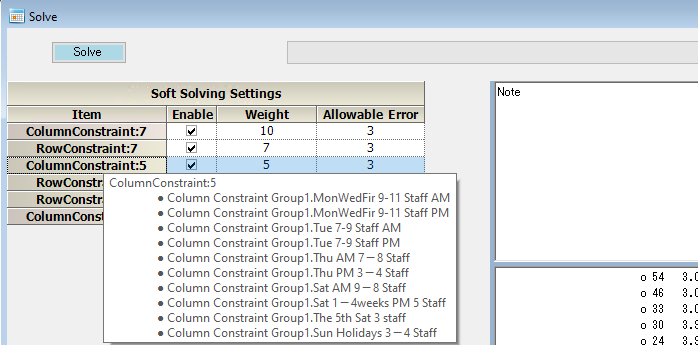 Solve
Solve
Soft Solving Settings
Item Enable Weight Allowable Error
ColumnConstraint:7 10 3
RowConstraint:7 7 3
ColumnConstraint:5 5 3
RowConstra
RowConstra
ColumnConst
ColumnConstraint:5
● Column Constraint Group1.MonWedFir 9-11 Staff AM
● Column Constraint Group1.MonWedFir 9-11 Staff PM
● Column Constraint Group1.Tue 7-9 Staff AM
● Column Constraint Group1.Tue 7-9 Staff PM
● Column Constraint Group1.Thu AM 7－8 Staff
● Column Constraint Group1.Thu PM 3－4 Staff
● Column Constraint Group1.Sat AM 9－8 Staff
● Column Constraint Group1.Sat 1－4weeks PM 5 Staff
● Column Constraint Group1.The 5th Sat 3 staff
● Column Constraint Group1.Sun Holidays 3－4 Staff
Note
o 54 3.0
o 46 3.0
o 33 3.0
o 30 3.9
o 24 3.9